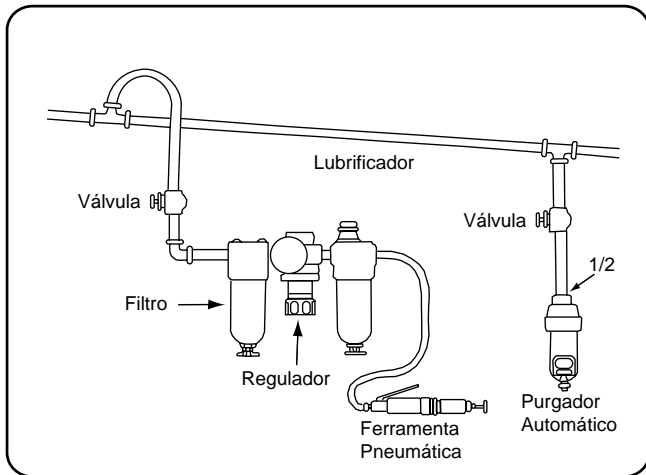 Lubrificador
Válvula
Válvula
1/2
Filtro
Regulador
Purgador
Automático
Ferramenta
Pneumática